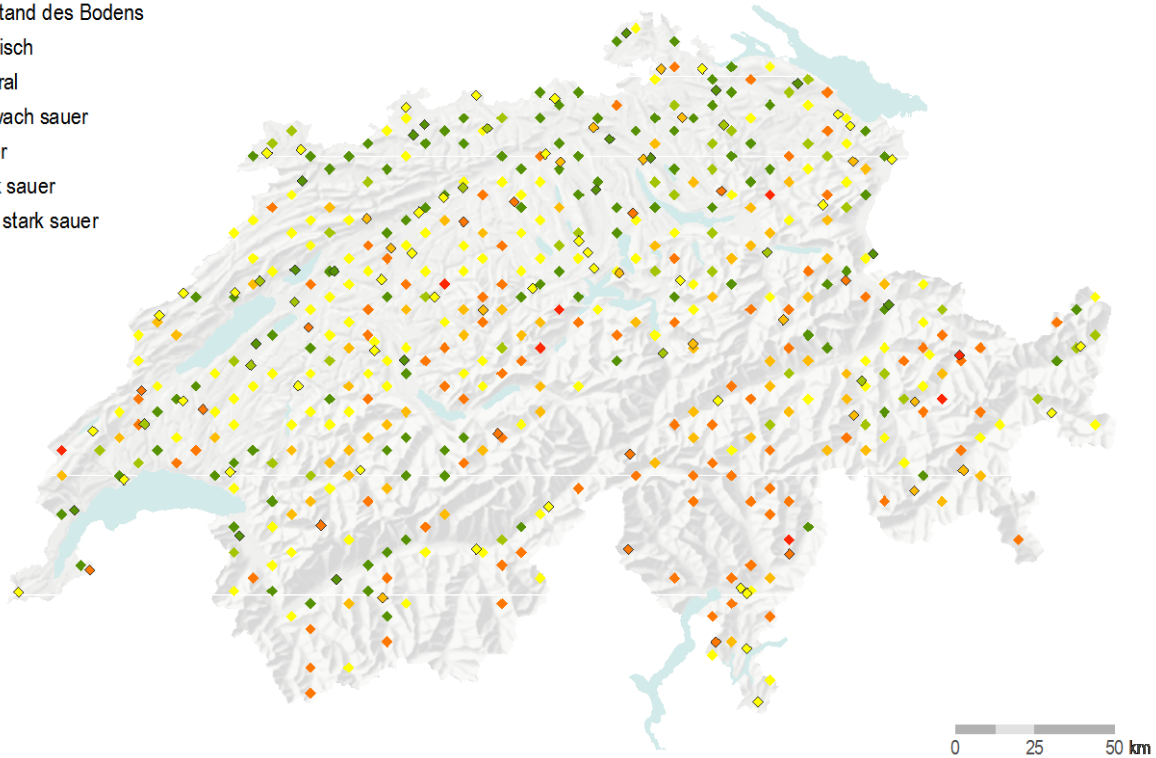 tand des Bodens
isch
ral
vach sauer
r
sauer
stark sauer
0 25 50 km